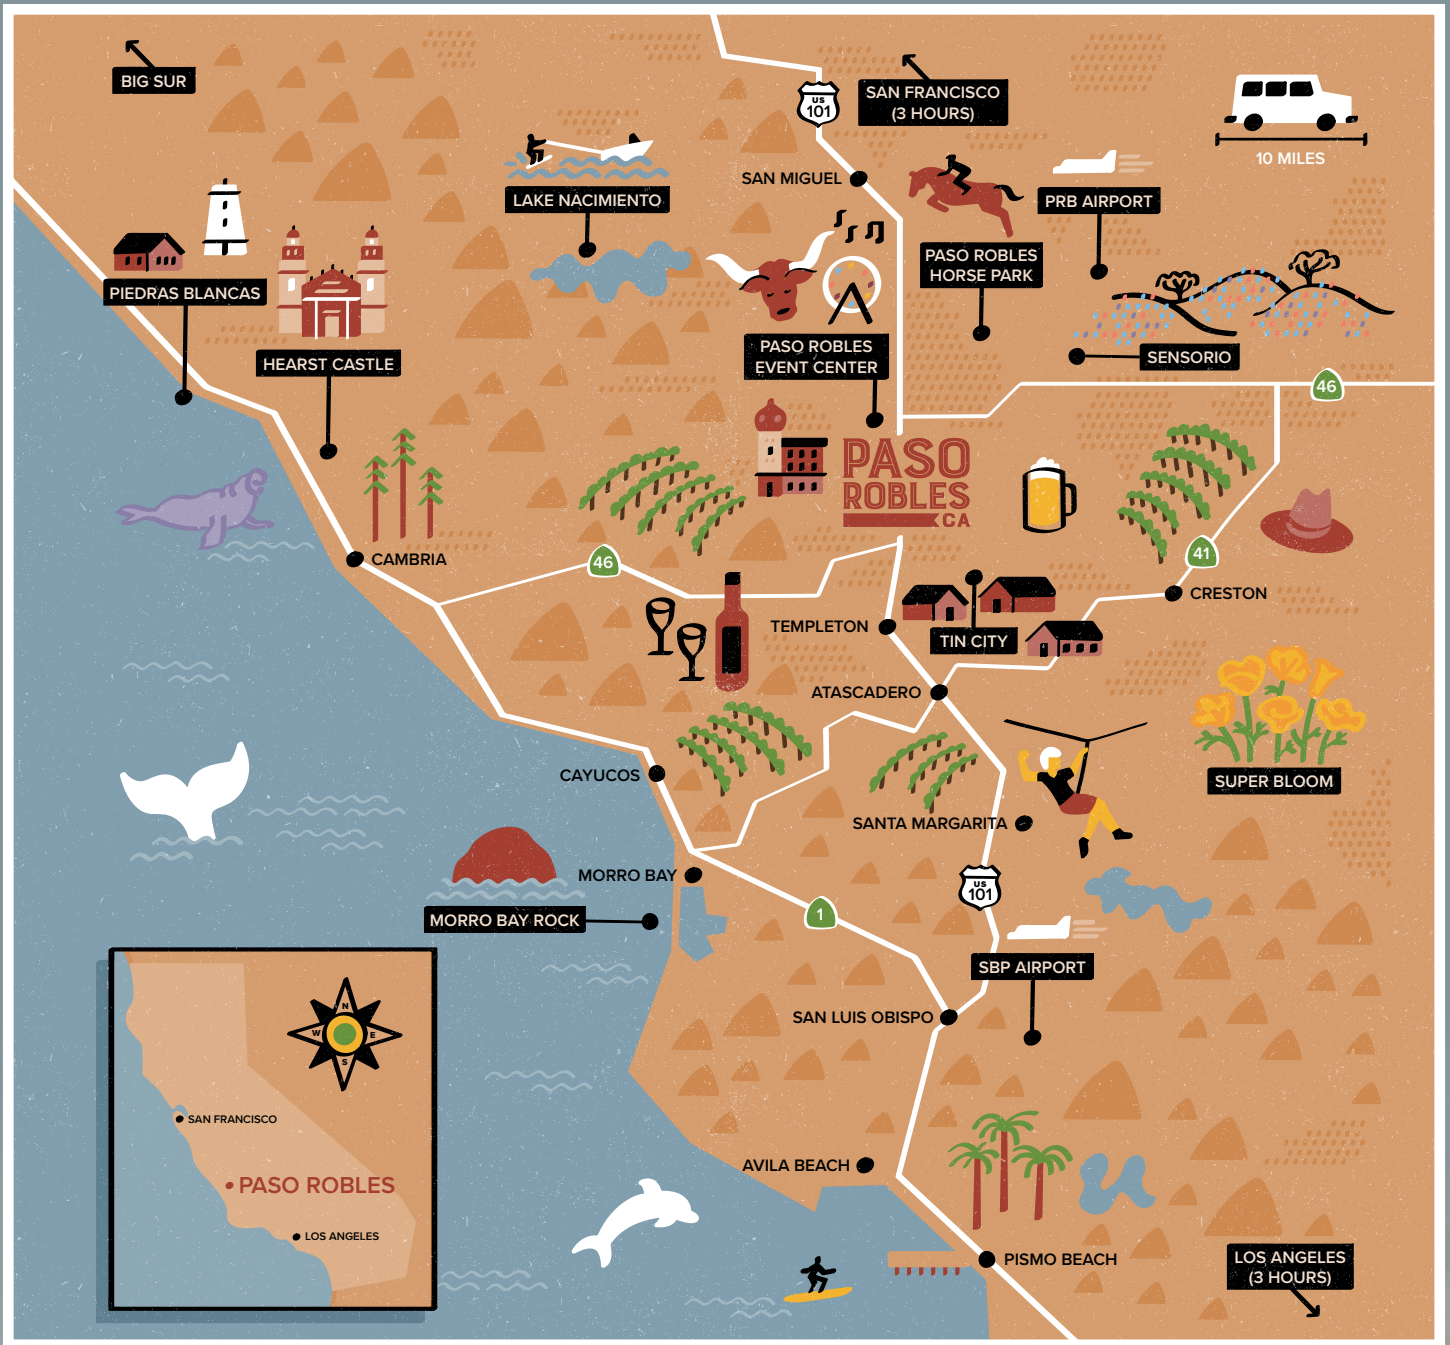 BIG SUR
US
101
SAN FRANCISCO
(3 HOURS)
10 MILES
SAN MIGUEL
LAKE NACIMIENTO
PRB AIRPORT
PASO ROBLES
HORSE PARK
PIEDRAS BLANCAS
HEARST CASTLE
PASO ROBLES
EVENT CENTER
SENSORIO
46
PASO
ROBLES
CA
CAMBRIA
46
41
CRESTON
TEMPLETON
TIN CITY
ATASCADERO
CAYUCOS
SUPER BLOOM
SANTA MARGARITA
MORRO BAY
US
101
MORRO BAY ROCK
1
SBP AIRPORT
SAN LUIS OBISPO
N
W
E
S
SAN FRANCISCO
PASO ROBLES
LOS ANGELES
AVILA BEACH
PISMO BEACH
LOS ANGELES
(3 HOURS)